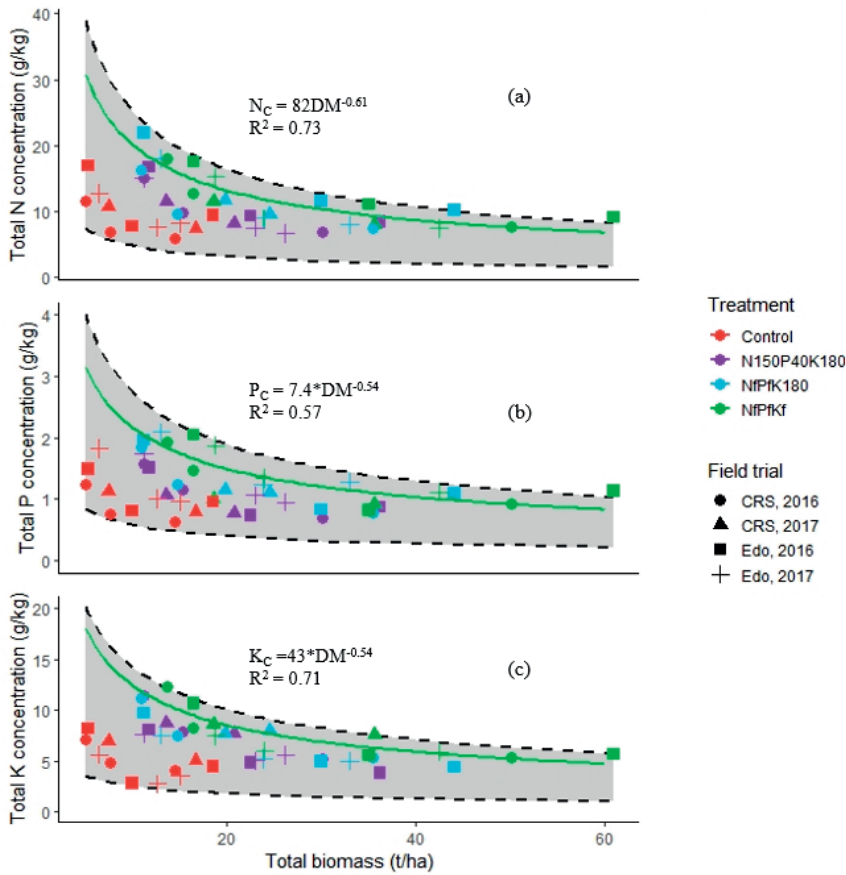 Total N concentration (g/kg)
40
30
20
10
0
N_C = 82DM^-0.61
R² = 0.73
(a)
Total P concentration (g/kg)
4
3
2
1
0
P_C = 7.4*DM^-0.54
R² = 0.57
(b)
Total K concentration (g/kg)
20
15
10
5
0
K_C =43*DM^-0.54
R² = 0.71
(c)
20
40
60
Total biomass (t/ha)
Treatment
Control
N150P40K180
NfPfK180
NfPfKf
Field trial
CRS, 2016
CRS, 2017
Edo, 2016
Edo, 2017